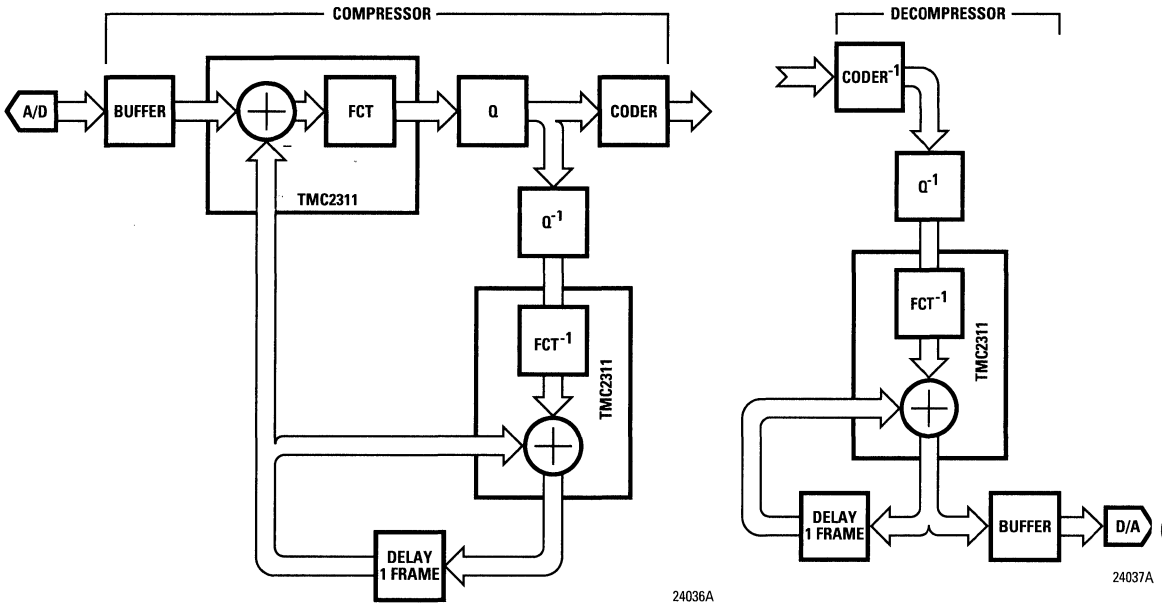 COMPRESSOR
A/D
BUFFER
FCT
Q
CODER
TMC2311
Q-1
FCT-1
TMC2311
DELAY
1 FRAME
24036A
DECOMPRESSOR
CODER-1
Q-1
FCT-1
TMC2311
DELAY
1 FRAME
BUFFER
D/A
24037A